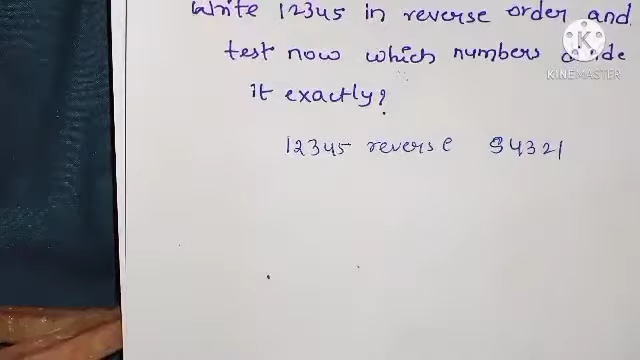 Write 12345 in reverse order and
test now which numbers
it exactly?
12345 reverse 54321
KINEMASTER